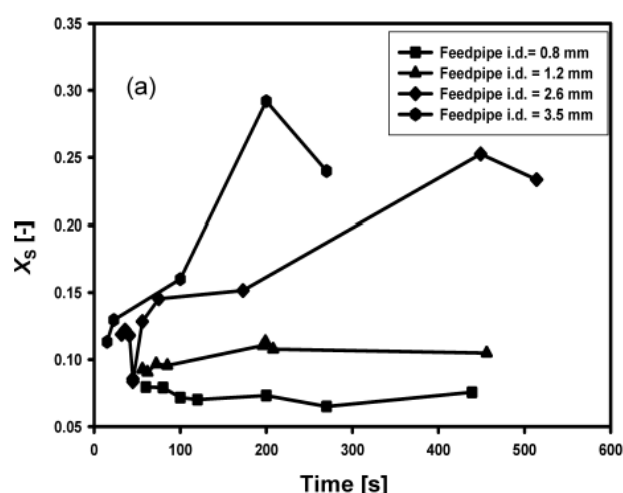 0.35
0.30
0.25
0.20
0.15
0.10
0.05
X_S [-]
(a)
Feedpipe i.d.= 0.8 mm
Feedpipe i.d. = 1.2 mm
Feedpipe i.d. = 2.6 mm
Feedpipe i.d. = 3.5 mm
0 100 200 300 400 500 600
Time [s]